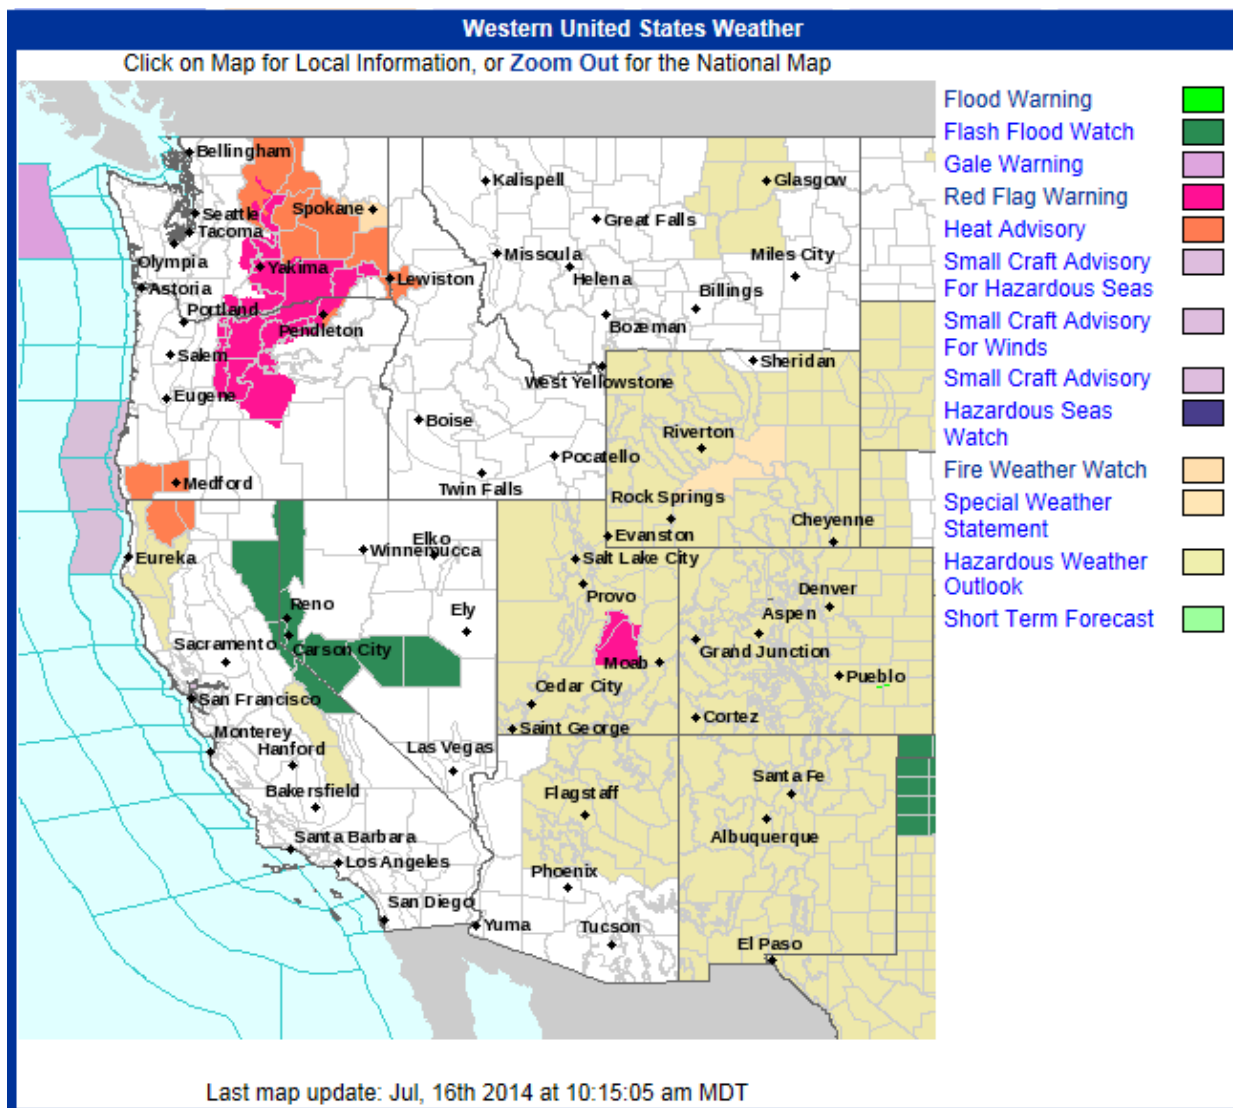 Western United States Weather
Click on Map for Local Information, or Zoom Out for the National Map
Flood Warning
Flash Flood Watch
Gale Warning
Red Flag Warning
Heat Advisory
Small Craft Advisory
For Hazardous Seas
Small Craft Advisory
For Winds
Small Craft Advisory
Hazardous Seas
Watch
Fire Weather Watch
Special Weather
Statement
Hazardous Weather
Outlook
Short Term Forecast
Bellingham
Kalispell
Glasgow
Spokane
Seattle
Great Falls
Tacoma
Missoula
Miles City
Olympia
Yakima
Lewiston
Helena
Astoria
Billings
Portland
Pendleton
Bozeman
Salem
Sheridan
West Yellowstone
Eugene
Boise
Riverton
Pocatello
Medford
Twin Falls
Rock Springs
Cheyenne
Evanston
Elko
Winnemucca
Eureka
Salt Lake City
Provo
Denver
Reno
Ely
Aspen
Sacramento
Carson City
Grand Junction
Moab
Pueblo
Cedar City
San Francisco
Cortez
Saint George
Monterey
Hanford
Las Vegas
Santa Fe
Bakersfield
Flagstaff
Albuquerque
Santa Barbara
Los Angeles
Phoenix
San Diego
Yuma
Tucson
El Paso
Last map update: Jul, 16th 2014 at 10:15:05 am MDT